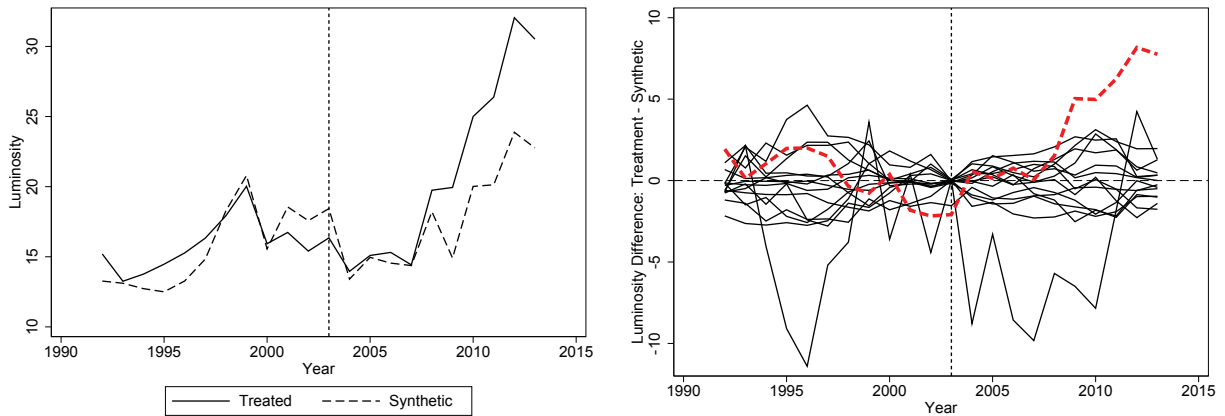 Luminosity
30
25
20
15
10
1990 1995 2000 2005 2010 2015
Year
Treated Synthetic
Luminosity Difference: Treatment - Synthetic
10
5
0
-5
-10
1990 1995 2000 2005 2010 2015
Year